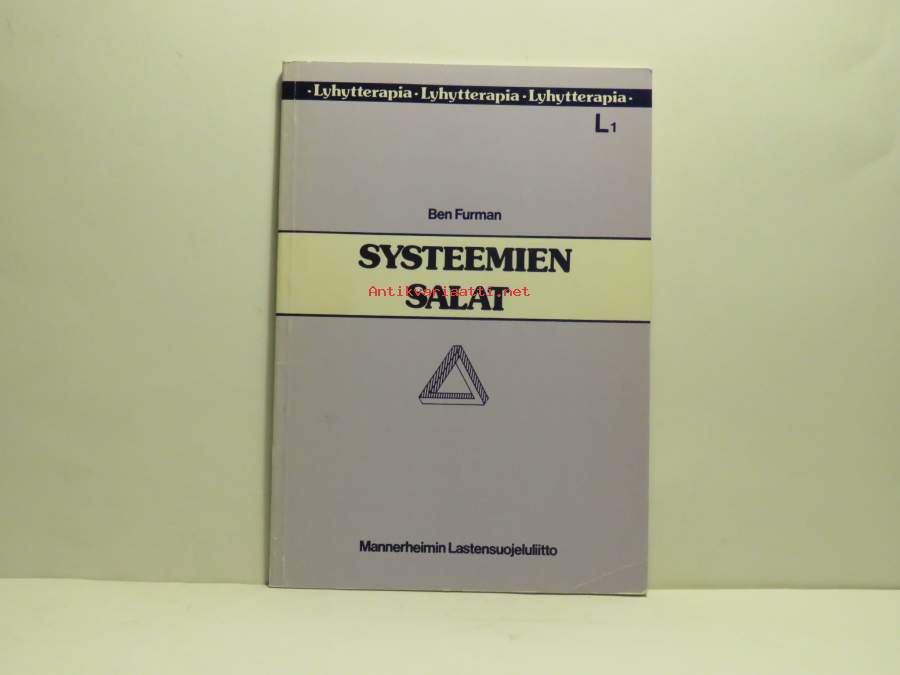 · Lyhytterapia · Lyhytterapia · Lyhytterapia ·
L1
Ben Furman
SYSTEEMIEN
Antikvariaatti.net
SALAT
Mannerheimin Lastensuojeluliitto